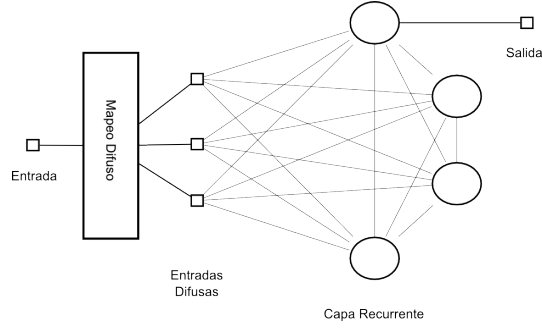 Salida
Mapeo Difuso
Entrada
Entradas
Difusas
Capa Recurrente